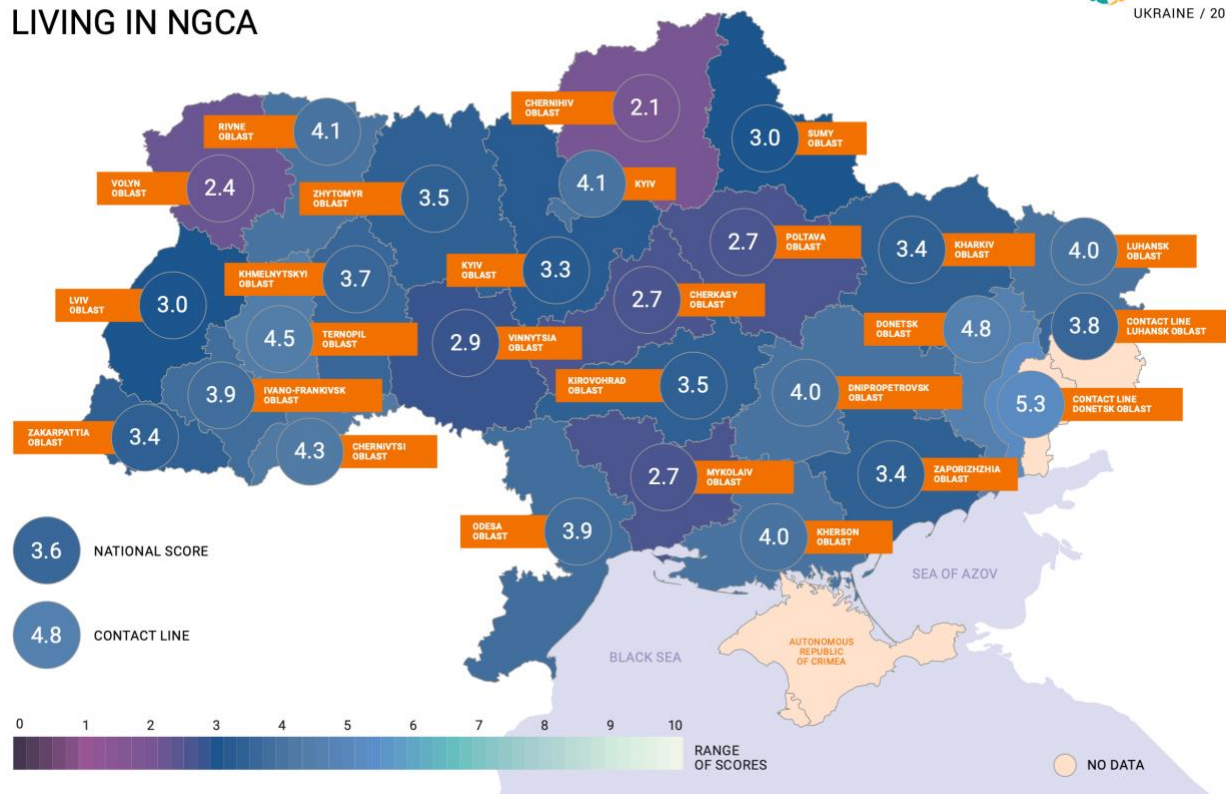 LIVING IN NGCA
UKRAINE / 20
CHERNIHIV
OBLAST
2.1
RIVNE
OBLAST
4.1
SUMY
OBLAST
3.0
VOLYN
OBLAST
2.4
ZHYTOMYR
OBLAST
3.5
4.1
KYIV
POLTAVA
OBLAST
2.7
KHARKIV
OBLAST
3.4
LUHANSK
OBLAST
4.0
KHMELNYTSKYI
OBLAST
3.7
KYIV
OBLAST
3.3
CHERKASY
OBLAST
2.7
LVIV
OBLAST
3.0
TERNOPIL
OBLAST
4.5
VINNYTSIA
OBLAST
2.9
DONETSK
OBLAST
4.8
CONTACT LINE
LUHANSK OBLAST
3.8
IVANO-FRANKIVSK
OBLAST
3.9
KIROVOHRAD
OBLAST
3.5
DNIPROPETROVSK
OBLAST
4.0
CONTACT LINE
DONETSK OBLAST
5.3
ZAKARPATTIA
OBLAST
3.4
CHERNIVTSI
OBLAST
4.3
MYKOLAIV
OBLAST
2.7
ZAPORIZHZHIA
OBLAST
3.4
ODESA
OBLAST
3.9
KHERSON
OBLAST
4.0
3.6 NATIONAL SCORE
4.8 CONTACT LINE
SEA OF AZOV
BLACK SEA
AUTONOMOUS
REPUBLIC
OF CRIMEA
0 1 2 3 4 5 6 7 8 9 10
RANGE
OF SCORES
NO DATA